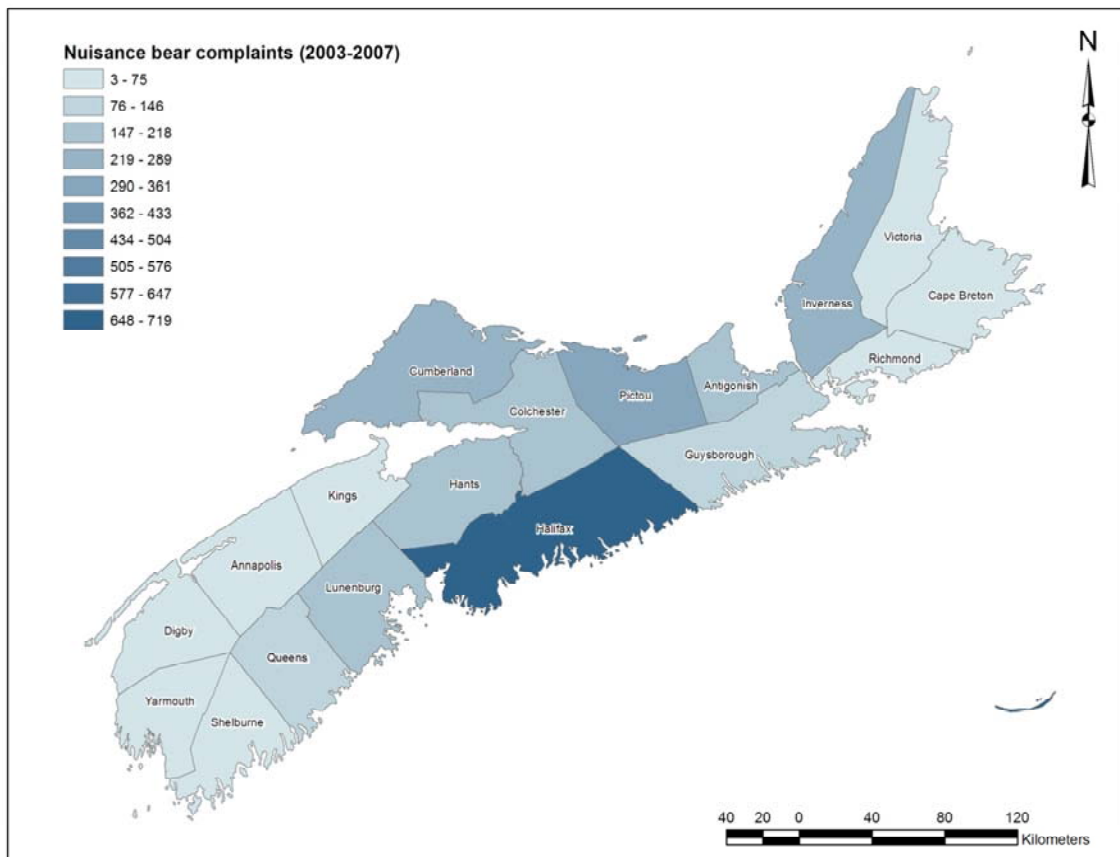 Nuisance bear complaints (2003-2007)
3 - 75
76 - 146
147 - 218
219 - 289
290 - 361
362 - 433
434 - 504
505 - 576
577 - 647
648 - 719
N
Victoria
Cape Breton
Inverness
Richmond
Cumberland
Antigonish
Pictou
Colchester
Guysborough
Hants
Kings
Halifax
Annapolis
Lunenburg
Digby
Queens
Yarmouth
Shelburne
40 20 0 40 80 120
Kilometers